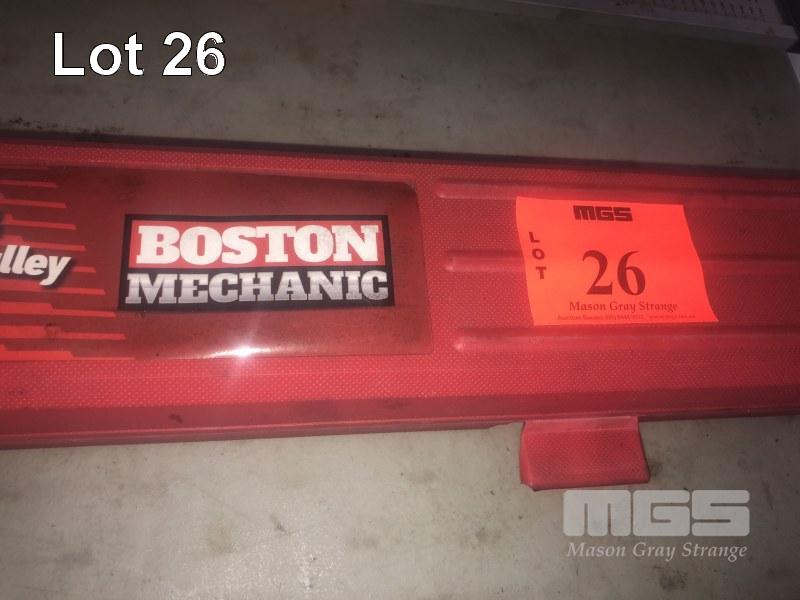 Lot 26
lley
BOSTON
MECHANIC
MGS
LOT
26
Mason Gray Strange
MGS
Mason Gray Strange